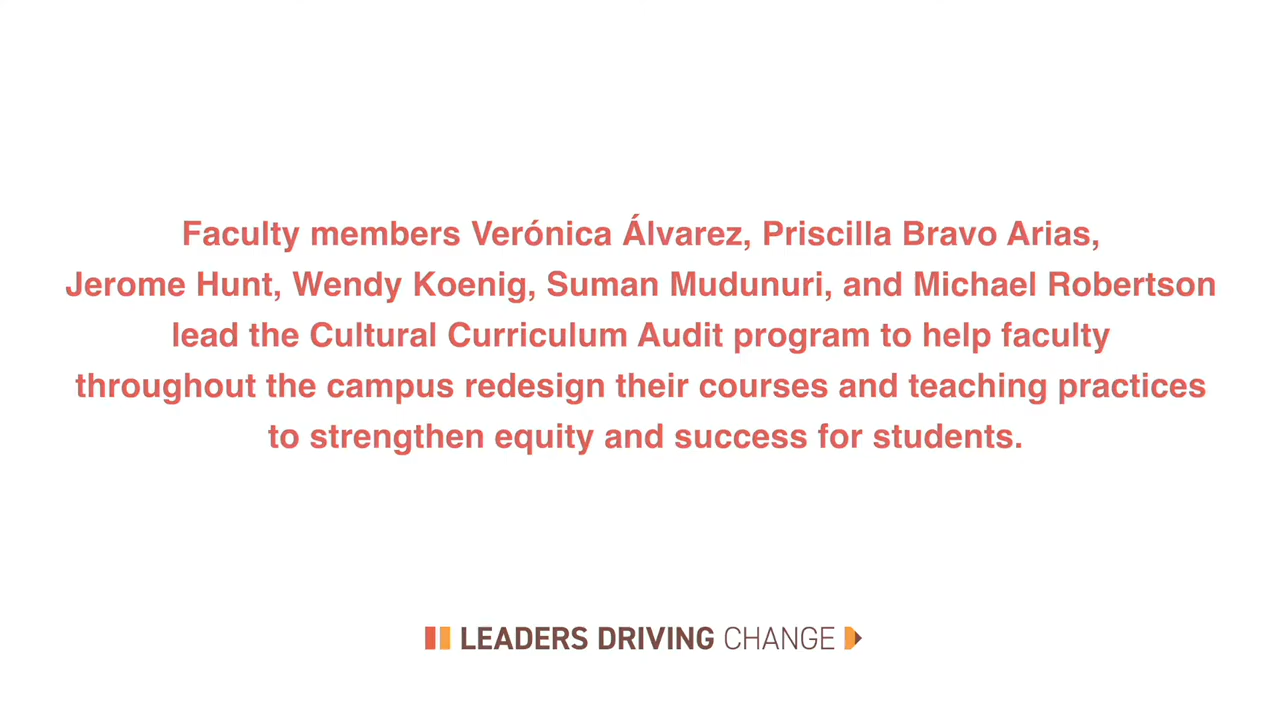 Faculty members Verónica Álvarez, Priscilla Bravo Arias,
Jerome Hunt, Wendy Koenig, Suman Mudunuri, and Michael Robertson
lead the Cultural Curriculum Audit program to help faculty
throughout the campus redesign their courses and teaching practices
to strengthen equity and success for students.
LEADERS DRIVING CHANGE